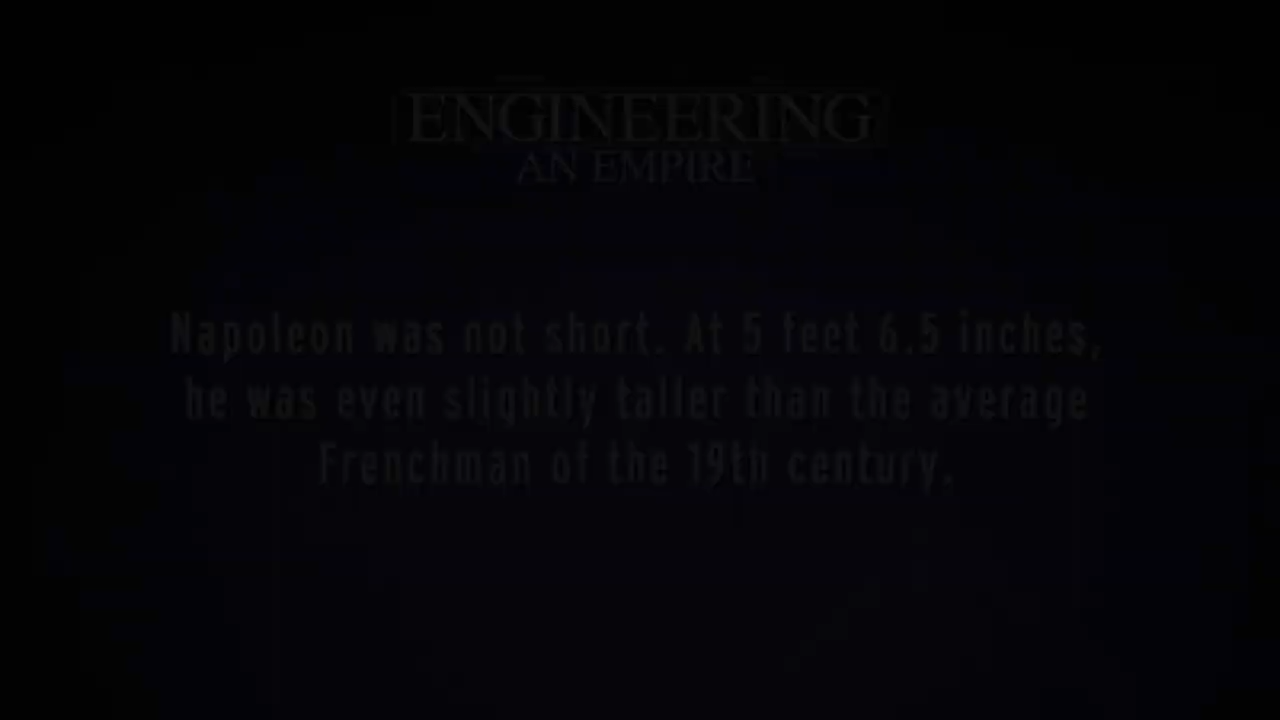 ENGINEERING
AN EMPIRE
Napoleon was not short. At 5 feet 6.5 inches,
he was even slightly taller than the average
Frenchman of the 19th century.